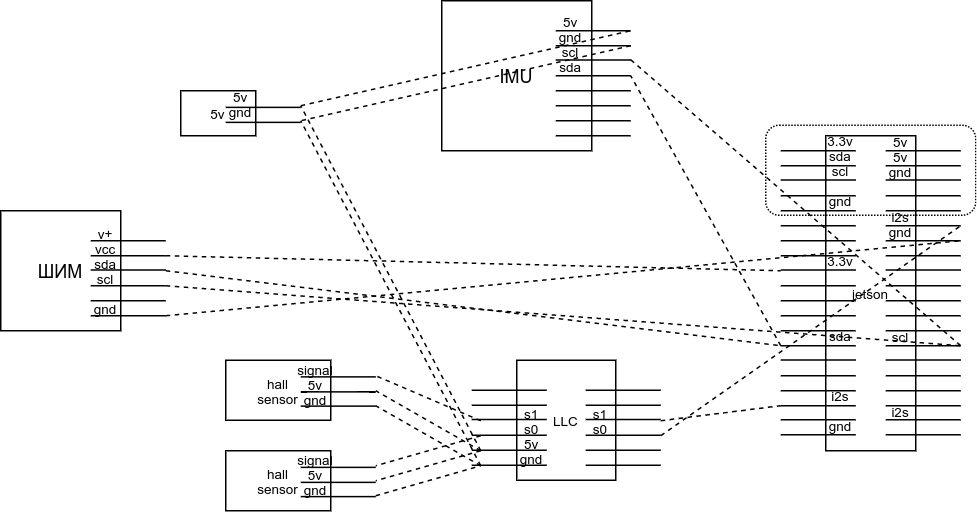 5v
gnd
scl
sda
IMU
5v
5v gnd
3.3v
sda
scl
gnd
3.3v
sda
i2s
gnd
5v
5v
gnd
i2s
gnd
jetson
scl
i2s
v+
vcc
sda
scl
gnd
ШИМ
signal
5v
gnd
hall
sensor
signal
5v
gnd
hall
sensor
s1
s0
5v
gnd
LLC
s1
s0